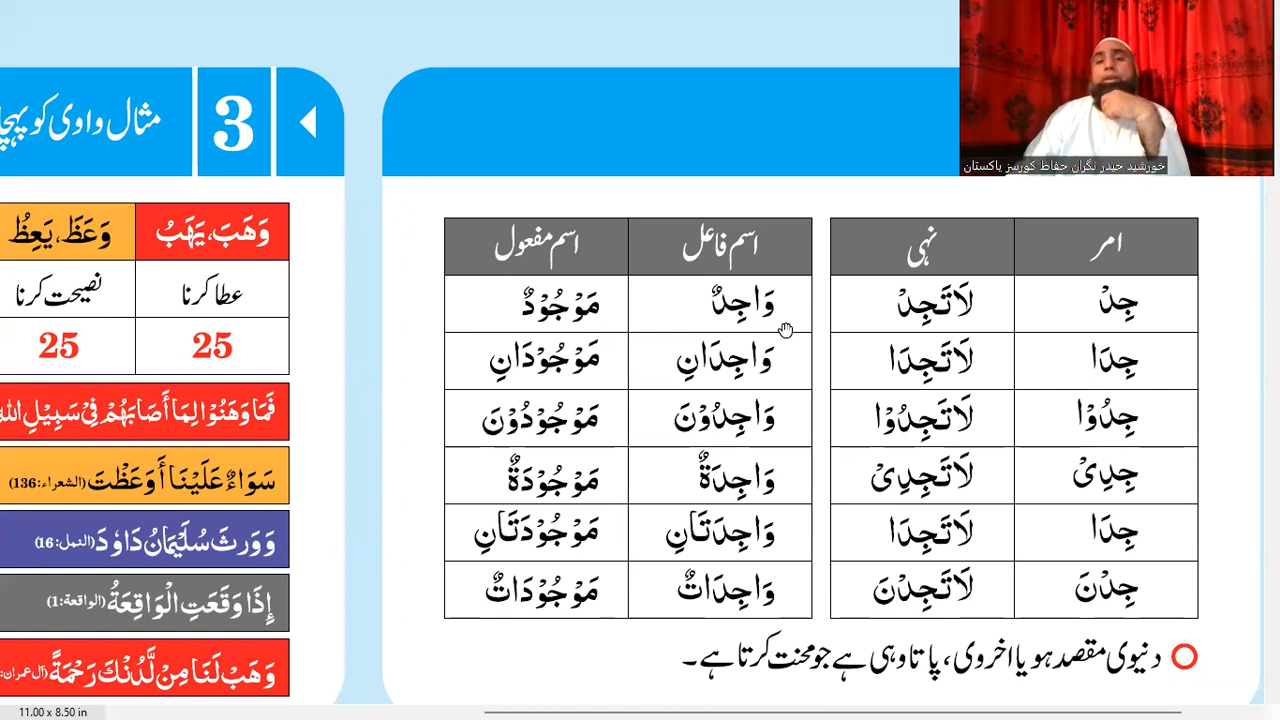 خورشید حیدر نگران حفاظ کورسز پاکستان
امر نہی اسم فاعل اسم مفعول
جِدْ لَاتَجِدْ وَاجِدٌ مَوْجُوْدٌ
جِدَا لَاتَجِدَا وَاجِدَانِ مَوْجُوْدَانِ
جِدُوْا لَاتَجِدُوْا وَاجِدُوْنَ مَوْجُوْدُوْنَ
جِدِیْ لَاتَجِدِیْ وَاجِدَةٌ مَوْجُوْدَةٌ
جِدَا لَاتَجِدَا وَاجِدَتَانِ مَوْجُوْدَتَانِ
جِدْنَ لَاتَجِدْنَ وَاجِدَاتٌ مَوْجُوْدَاتٌ
دنیوی مقصد ہو یا اخروی، پاتا وہی ہے جو محنت کرتا ہے۔
3 مثال واوی کو
وَهَبَ، يَهَبُ وَعَظَ، يَعِظُ
عطا کرنا نصیحت کرنا
25 25
فَمَا وَهَنُوْا لِمَا أَصَابَهُمْ فِيْ سَبِيْلِ اللّٰهِ
سَوَاءٌ عَلَيْنَا أَوَعَظْتَ (الشعراء:136)
وَوَرِثَ سُلَيْمَانُ دَاوٗدَ (النمل:16)
إِذَا وَقَعَتِ الْوَاقِعَةُ (الواقعة:1)
وَهَبْ لَنَا مِنْ لَّدُنْكَ رَحْمَةً (آل عمران:
11.00 x 8.50 in